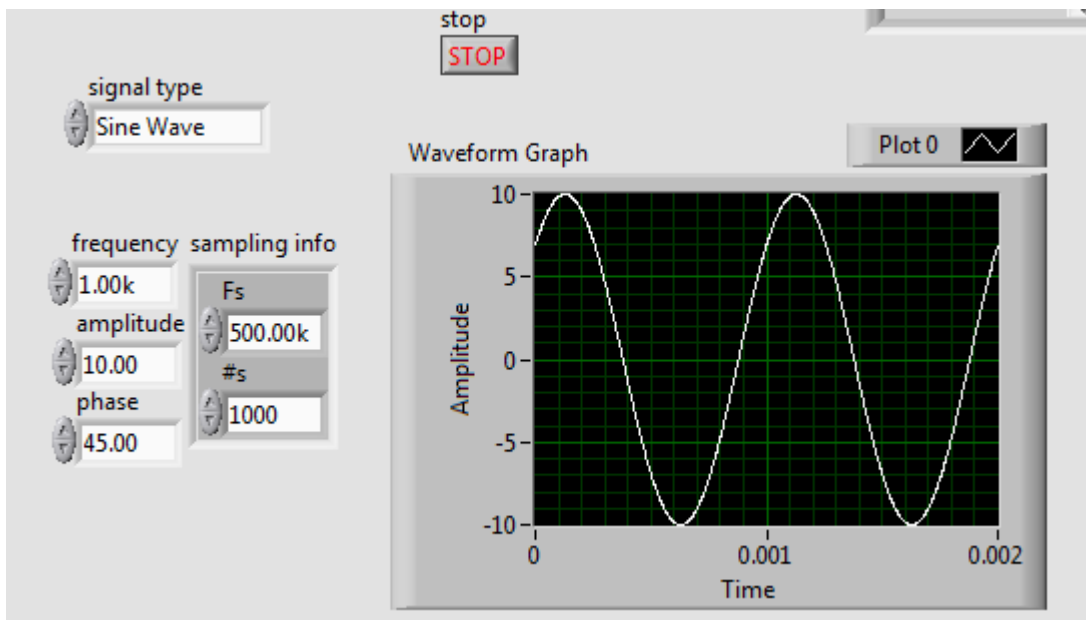 stop
STOP
signal type
Sine Wave
Waveform Graph
Plot 0
frequency
1.00k
amplitude
10.00
phase
45.00
sampling info
Fs
500.00k
#s
1000
Amplitude
10
5
0
-5
-10
0
0.001
0.002
Time